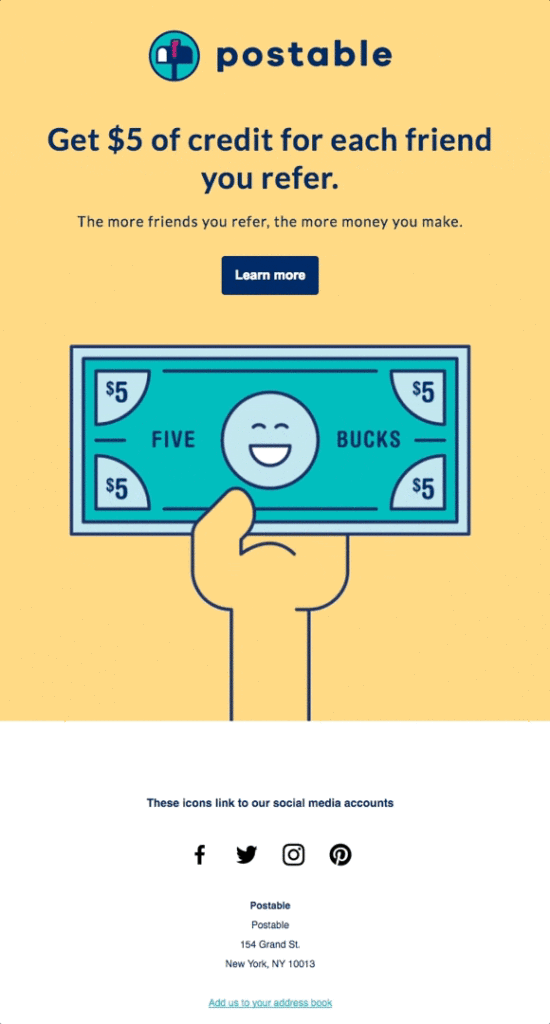 postable
Get $5 of credit for each friend
you refer.
The more friends you refer, the more money you make.
Learn more
$5 $5
FIVE BUCKS
$5 $5
These icons link to our social media accounts
Postable
Postable
154 Grand St.
New York, NY 10013
Add us to your address book